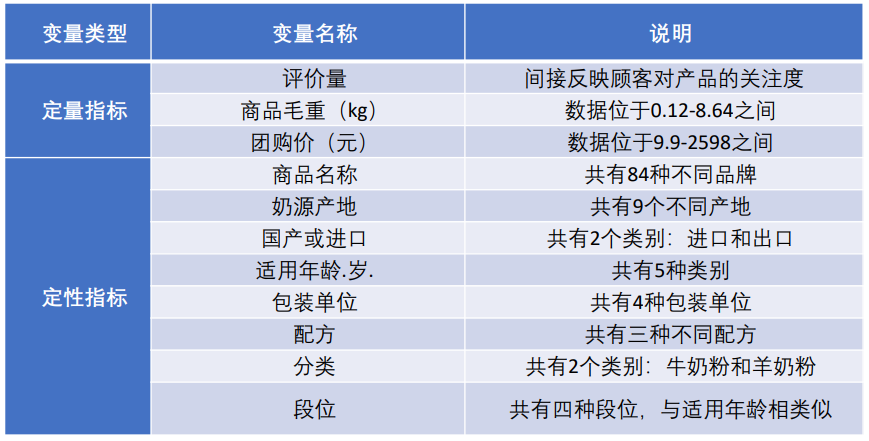 变量类型 变量名称 说明
评价量 间接反映顾客对产品的关注度
定量指标 商品毛重（kg） 数据位于0.12-8.64之间
团购价（元） 数据位于9.9-2598之间
商品名称 共有84种不同品牌
奶源产地 共有9个不同产地
国产或进口 共有2个类别：进口和出口
适用年龄.岁. 共有5种类别
定性指标 包装单位 共有4种包装单位
配方 共有三种不同配方
分类 共有2个类别：牛奶粉和羊奶粉
段位 共有四种段位，与适用年龄相类似